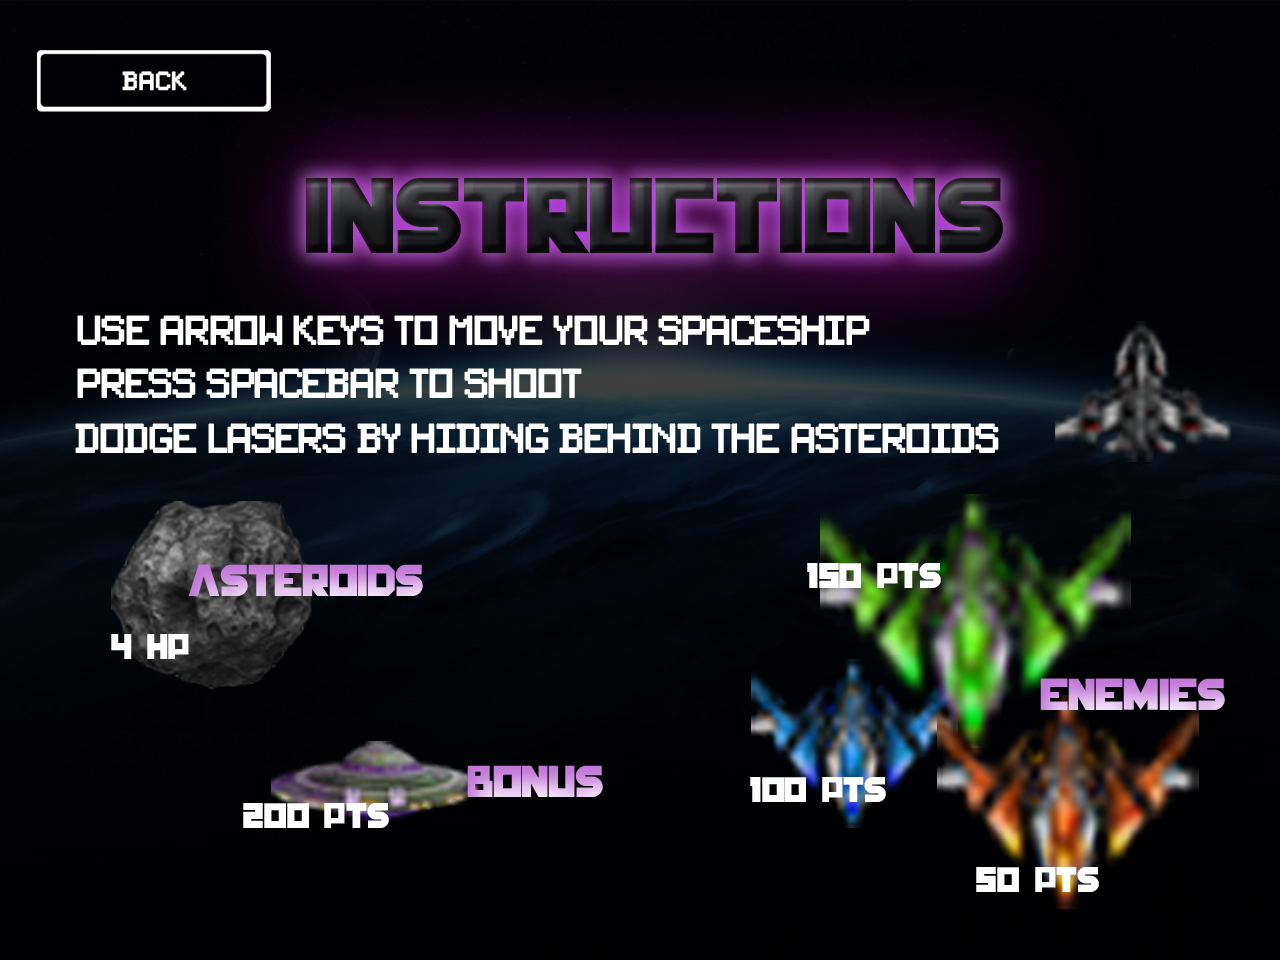 BACK
INSTRUCTIONS
USE ARROW KEYS TO MOVE YOUR SPACESHIP
PRESS SPACEBAR TO SHOOT
DODGE LASERS BY HIDING BEHIND THE ASTEROIDS
ASTEROIDS
4 HP
150 PTS
ENEMIES
BONUS
200 PTS
100 PTS
50 PTS